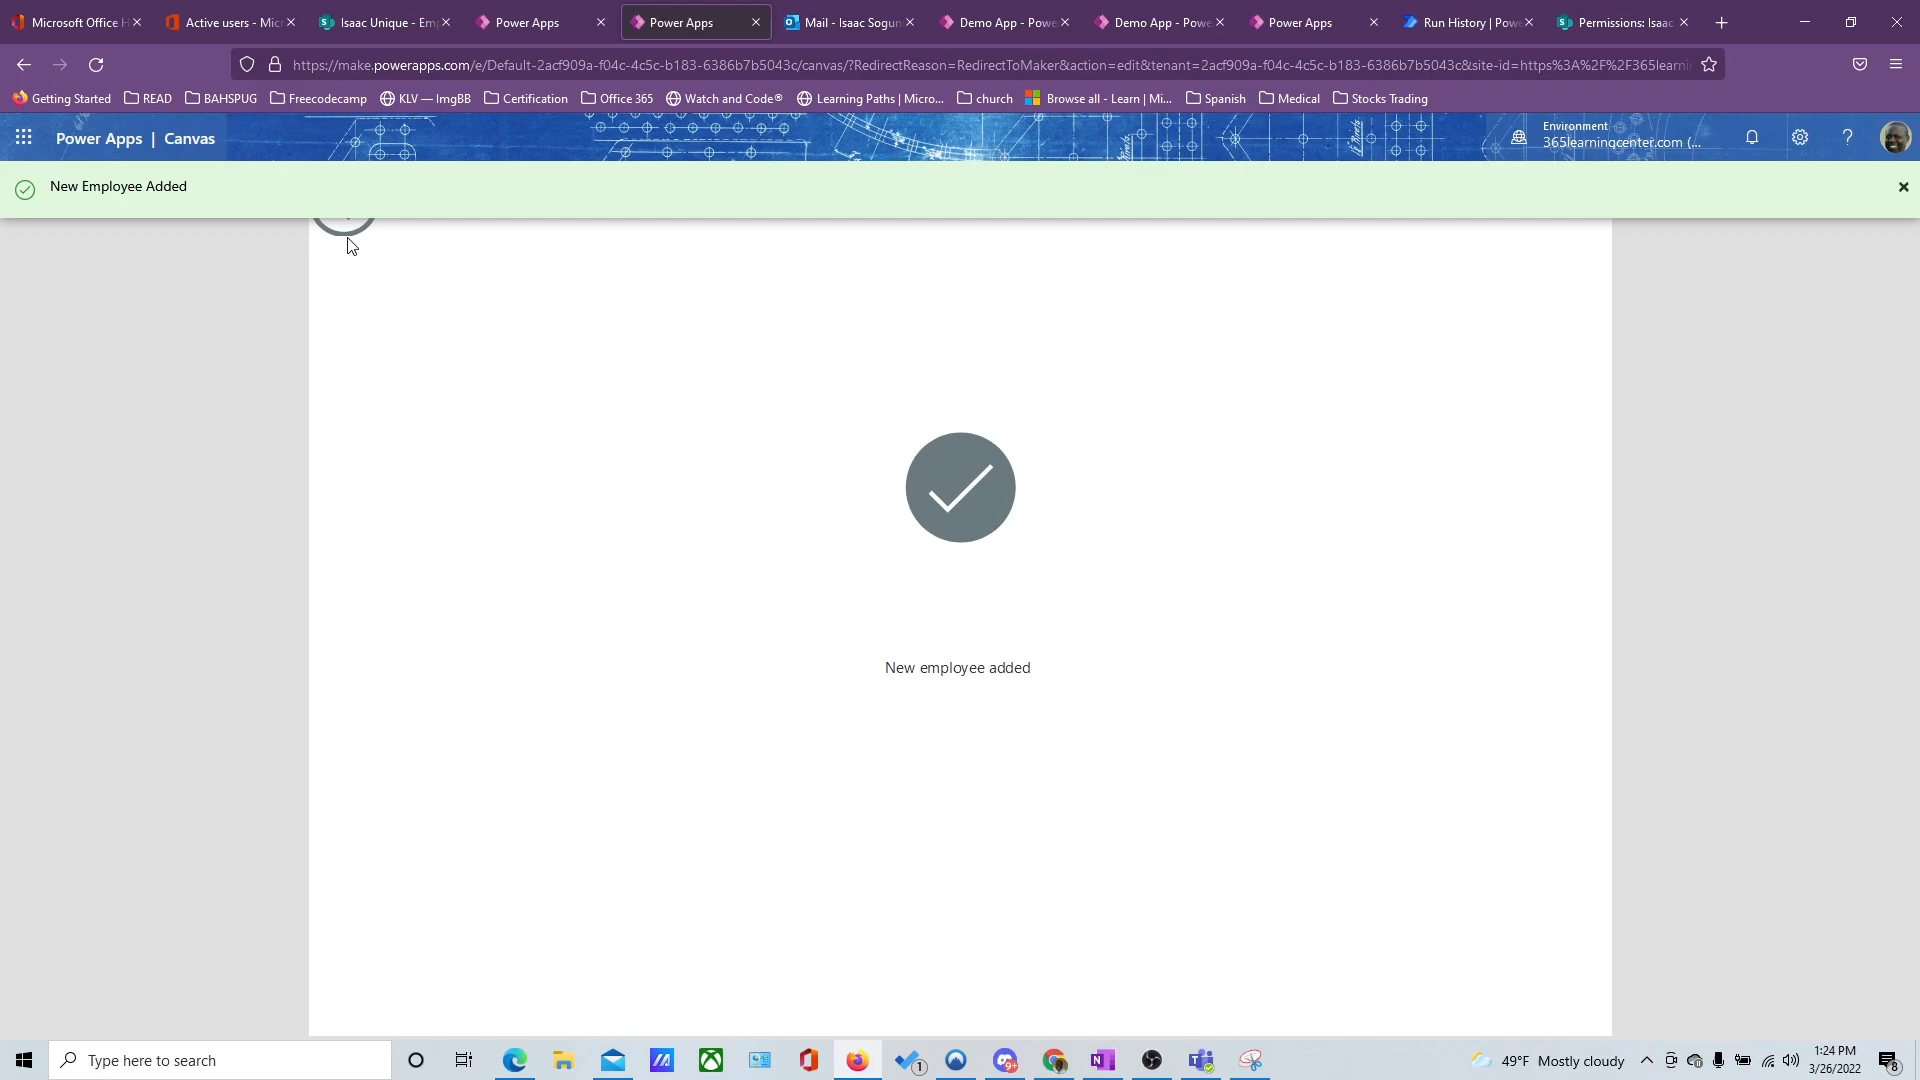 Microsoft Office H
Active users - Micr
Isaac Unique - Emp
Power Apps
Power Apps
Mail - Isaac Sogun
Demo App - Powe
Demo App - Powe
Power Apps
Run History | Powe
Permissions: Isaac
https://make.powerapps.com/e/Default-2acf909a-f04c-4c5c-b183-6386b7b5043c/canvas/?RedirectReason=RedirectToMaker&action=edit&tenant=2acf909a-f04c-4c5c-b183-6386b7b5043c&site-id=https%3A%2F%2F365learni
Getting Started
READ
BAHSPUG
Freecodecamp
KLV — ImgBB
Certification
Office 365
Watch and Code®
Learning Paths | Micro...
church
Browse all - Learn | Mi...
Spanish
Medical
Stocks Trading
Power Apps | Canvas
Environment
365learningcenter.com (...
New Employee Added
New employee added
Type here to search
1
9+
49°F Mostly cloudy
1:24 PM
3/26/2022
8